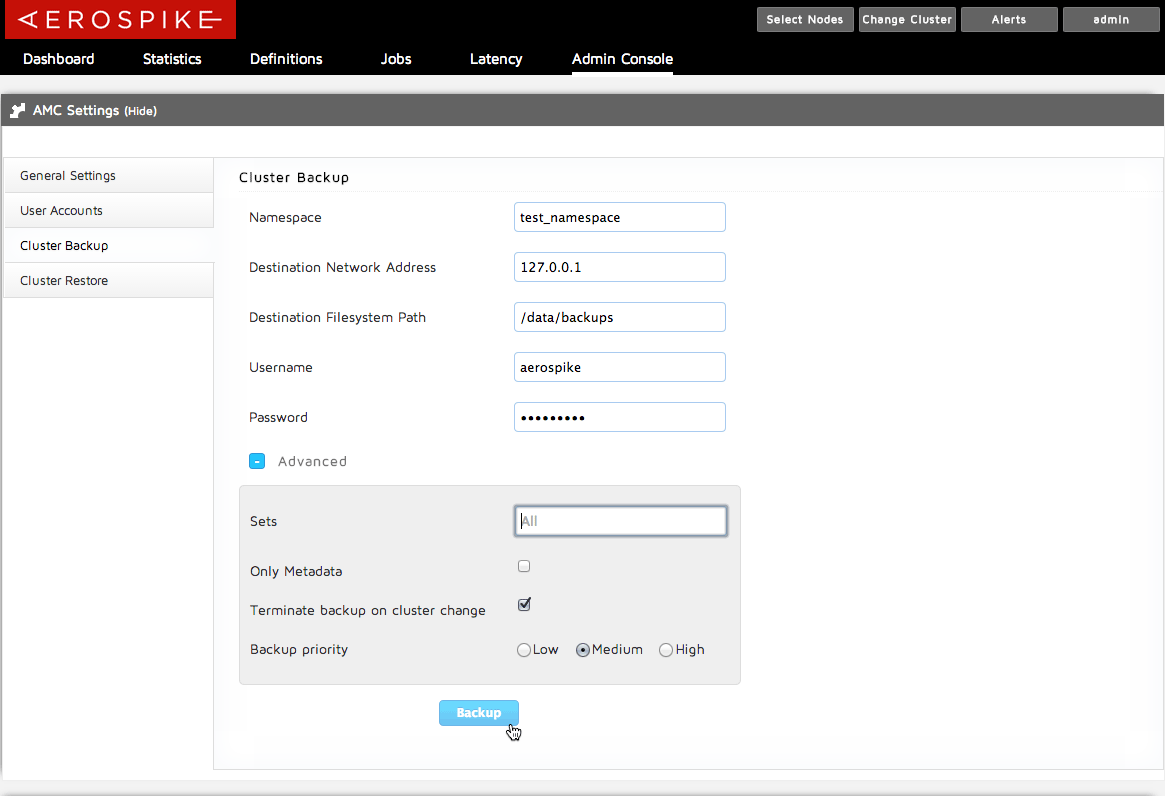 AEROSPIKE
Select Nodes Change Cluster Alerts admin
Dashboard Statistics Definitions Jobs Latency Admin Console
AMC Settings (Hide)
General Settings
User Accounts
Cluster Backup
Cluster Restore
Cluster Backup
Namespace test_namespace
Destination Network Address 127.0.0.1
Destination Filesystem Path /data/backups
Username aerospike
Password •••••••••
- Advanced
Sets All
Only Metadata
Terminate backup on cluster change
Backup priority Low Medium High
Backup